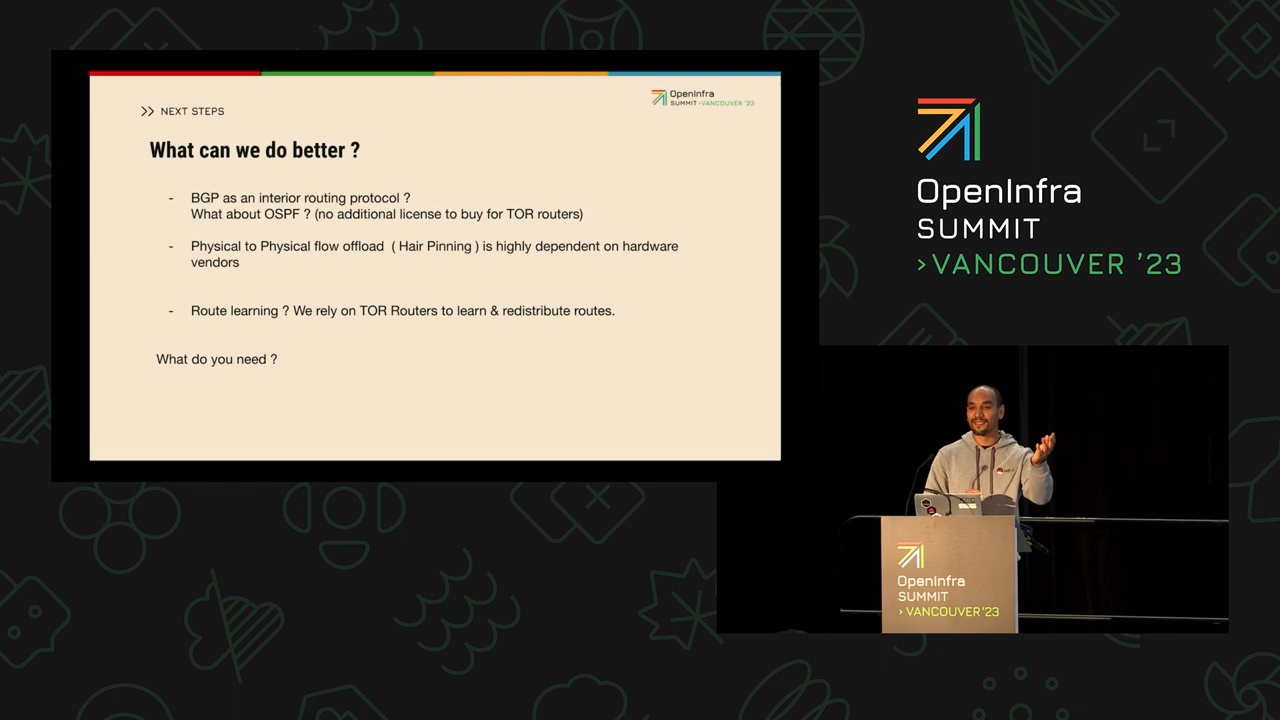 OpenInfra
SUMMIT >VANCOUVER '23
>> NEXT STEPS
What can we do better ?
- BGP as an interior routing protocol ?
What about OSPF ? (no additional license to buy for TOR routers)
- Physical to Physical flow offload ( Hair Pinning ) is highly dependent on hardware
vendors
- Route learning ? We rely on TOR Routers to learn & redistribute routes.
What do you need ?
OpenInfra
SUMMIT
>VANCOUVER '23
OpenInfra
SUMMIT
> VANCOUVER '23